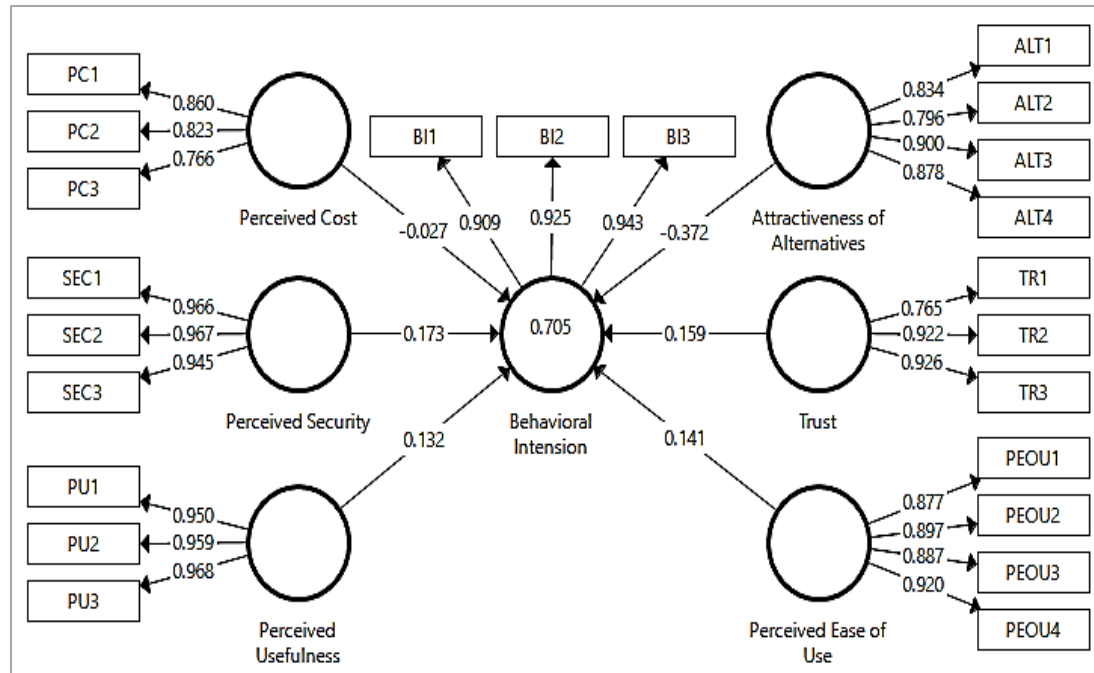 PC1
0.860
PC2
0.823
PC3
0.766
Perceived Cost
-0.027
BI1
BI2
BI3
0.909
0.925
0.943
ALT1
0.834
ALT2
0.796
ALT3
0.900
ALT4
0.878
Attractiveness of
Alternatives
-0.372
SEC1
0.966
SEC2
0.967
SEC3
0.945
Perceived Security
0.173
0.705
Behavioral
Intension
0.159
TR1
0.765
TR2
0.922
TR3
0.926
Trust
PU1
0.950
PU2
0.959
PU3
0.968
Perceived
Usefulness
0.132
0.141
PEOU1
0.877
PEOU2
0.897
PEOU3
0.887
PEOU4
0.920
Perceived Ease of
Use